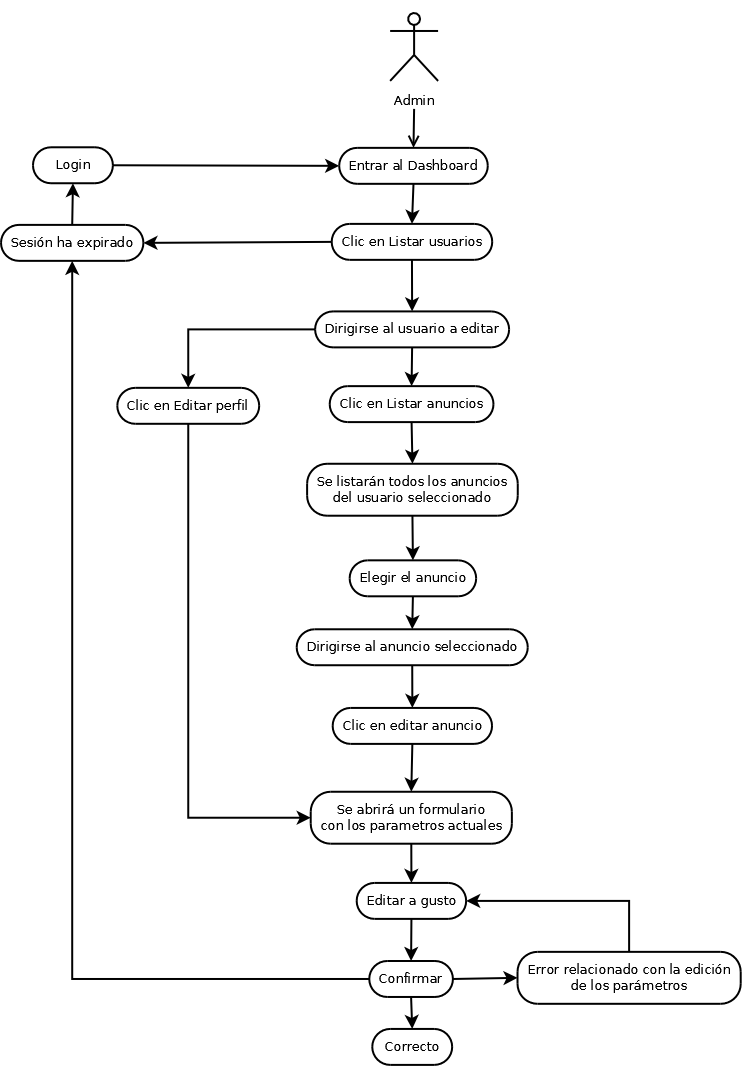 Admin
Login
Entrar al Dashboard
Sesión ha expirado
Clic en Listar usuarios
Dirigirse al usuario a editar
Clic en Editar perfil
Clic en Listar anuncios
Se listarán todos los anuncios
del usuario seleccionado
Elegir el anuncio
Dirigirse al anuncio seleccionado
Clic en editar anuncio
Se abrirá un formulario
con los parametros actuales
Editar a gusto
Confirmar
Error relacionado con la edición
de los parámetros
Correcto